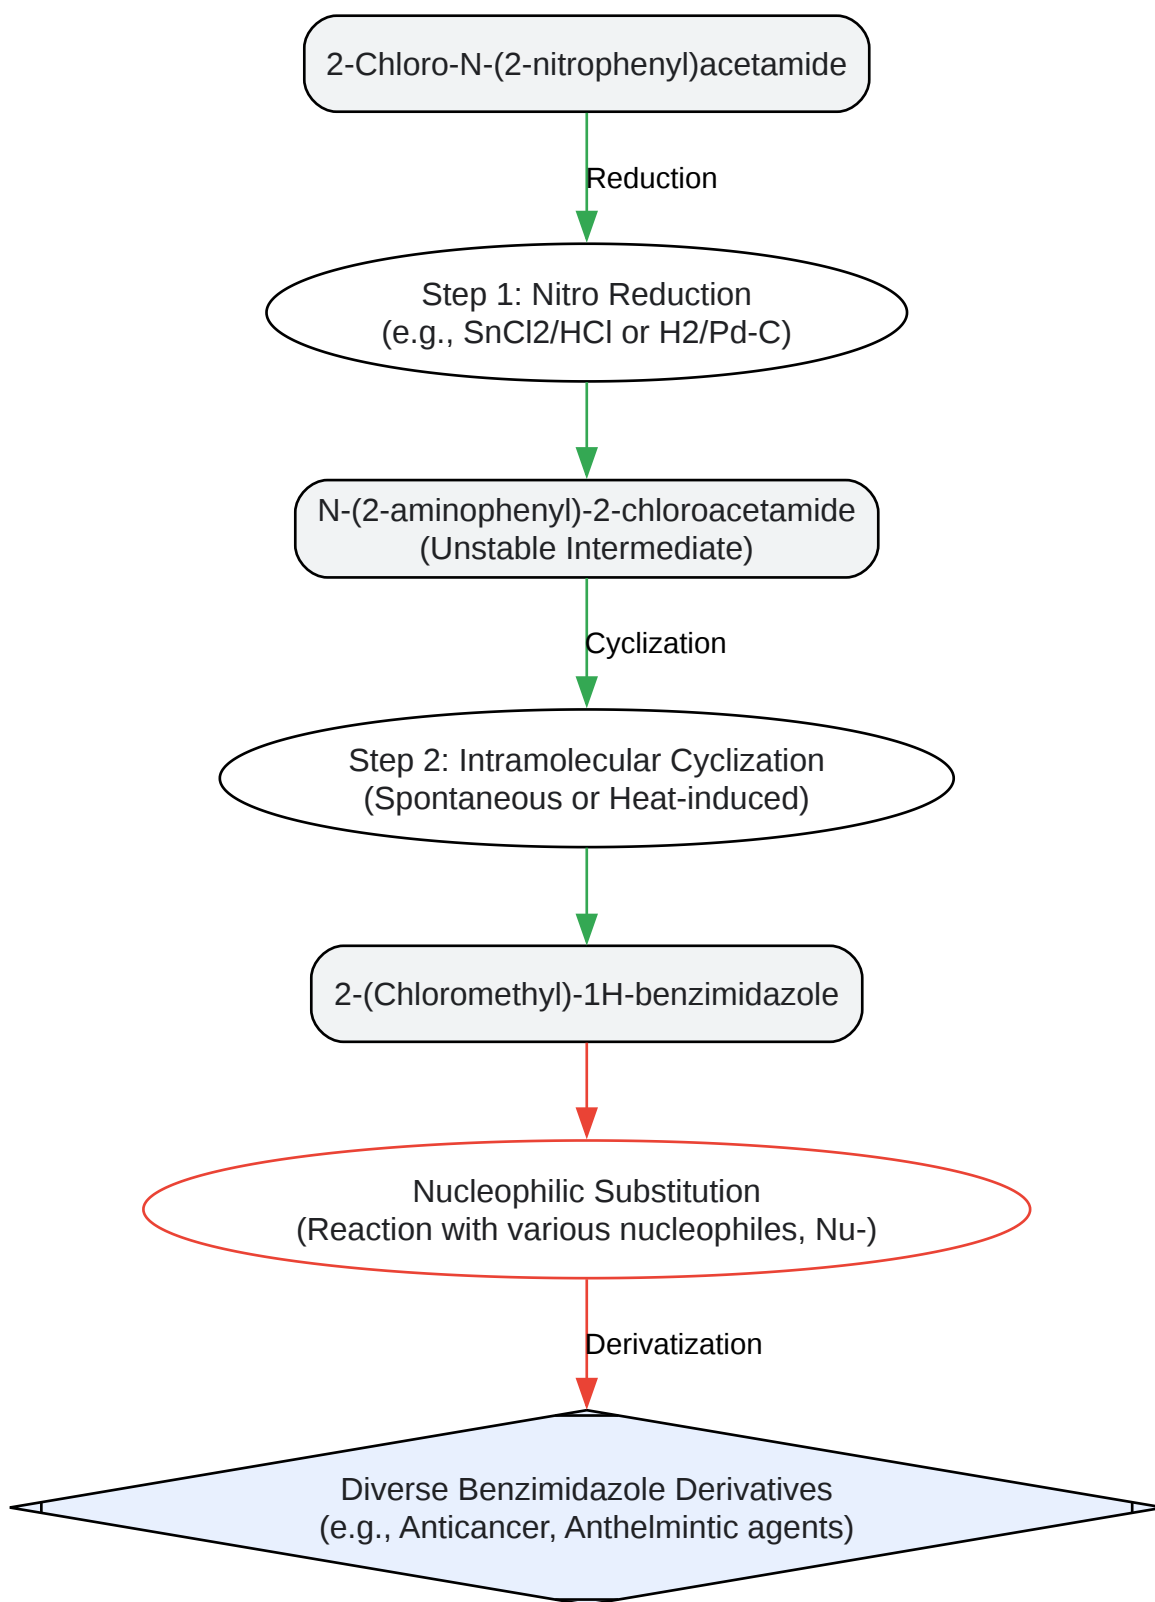 2-Chloro-N-(2-nitrophenyl)acetamide
Reduction
Step 1: Nitro Reduction
(e.g., SnCl2/HCl or H2/Pd-C)
N-(2-aminophenyl)-2-chloroacetamide
(Unstable Intermediate)
Cyclization
Step 2: Intramolecular Cyclization
(Spontaneous or Heat-induced)
2-(Chloromethyl)-1H-benzimidazole
Nucleophilic Substitution
(Reaction with various nucleophiles, Nu-)
Derivatization
Diverse Benzimidazole Derivatives
(e.g., Anticancer, Anthelmintic agents)